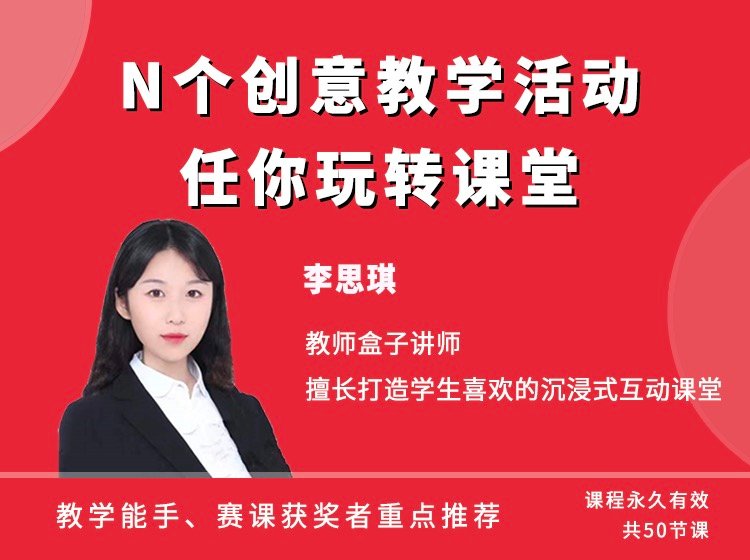 N个创意教学活动
任你玩转课堂
李思琪
教师盒子讲师
擅长打造学生喜欢的沉浸式互动课堂
教学能手、赛课获奖者重点推荐
课程永久有效
共50节课